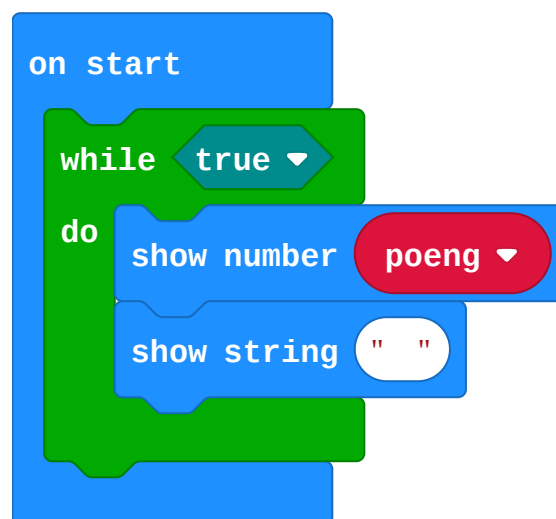 on start
while true
do
show number poeng
show string " "